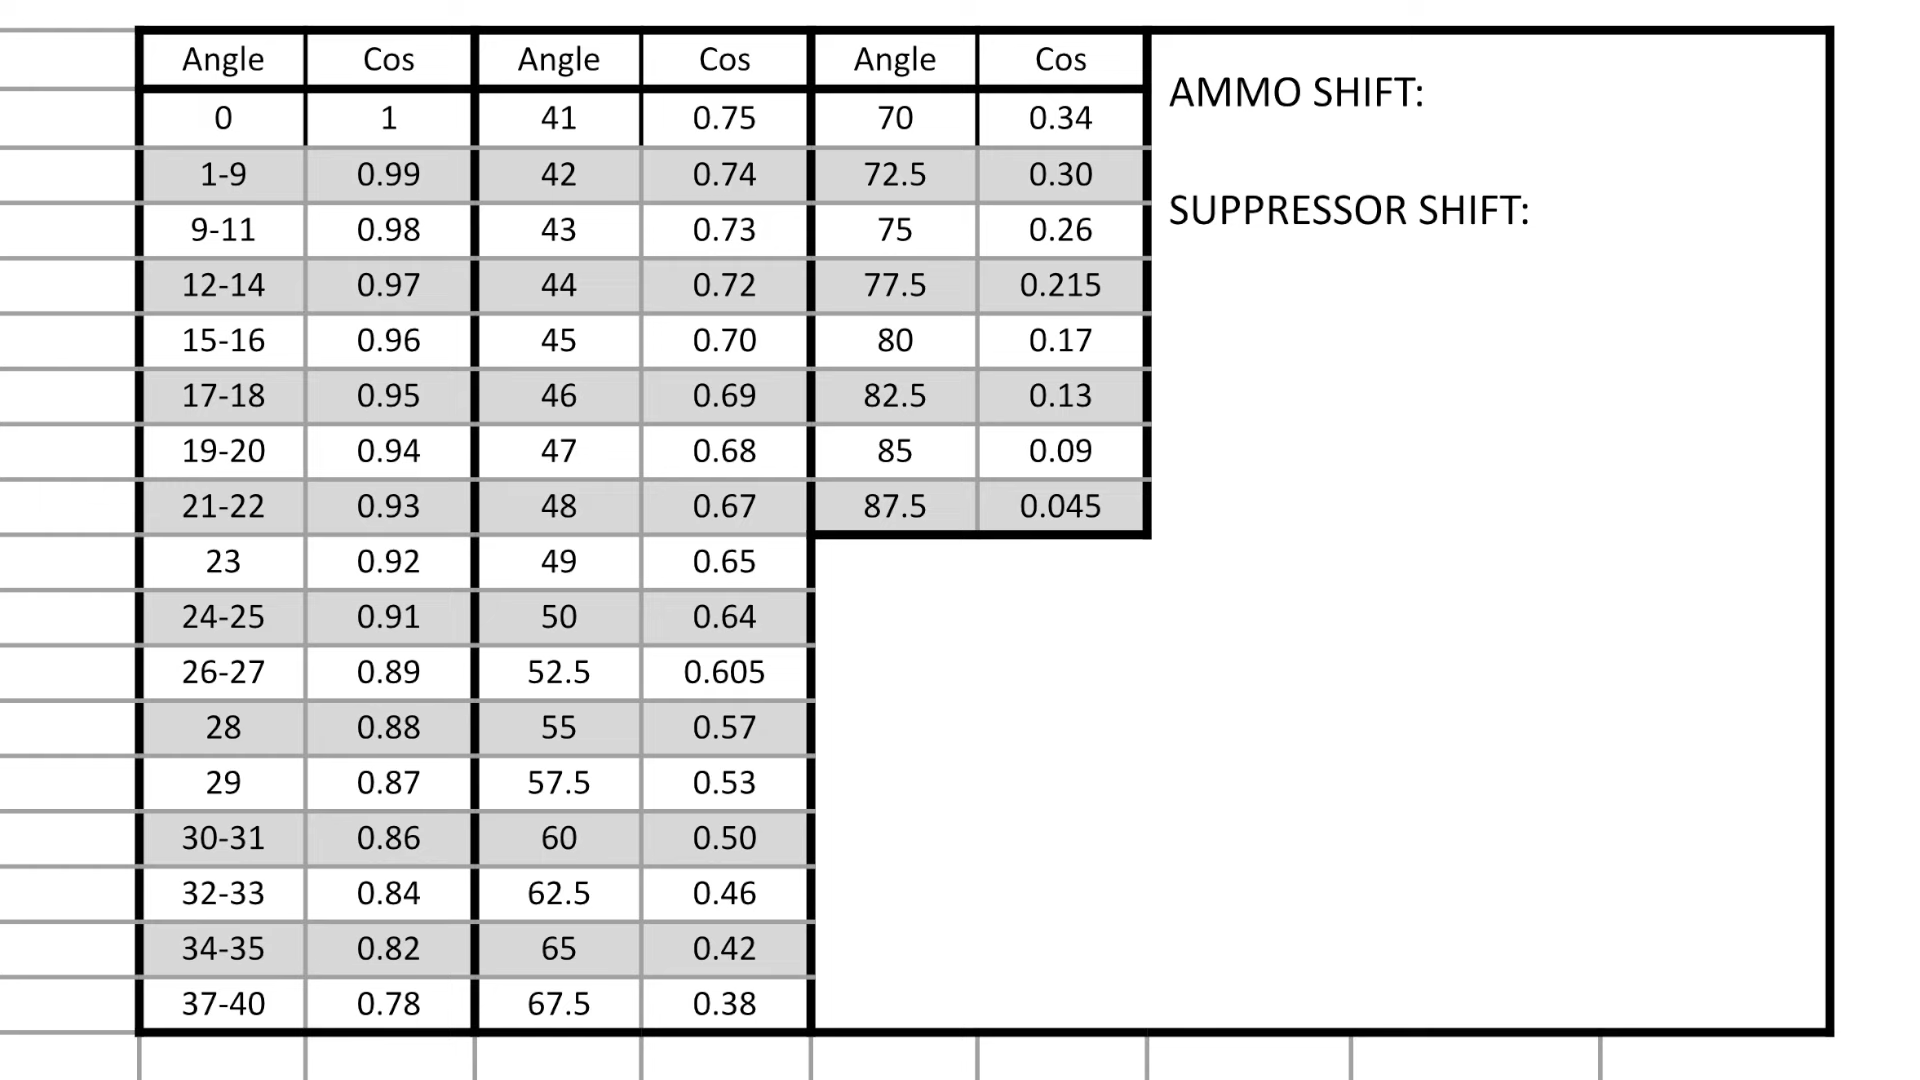 Angle Cos Angle Cos Angle Cos
0 1 41 0.75 70 0.34
1-9 0.99 42 0.74 72.5 0.30
9-11 0.98 43 0.73 75 0.26
12-14 0.97 44 0.72 77.5 0.215
15-16 0.96 45 0.70 80 0.17
17-18 0.95 46 0.69 82.5 0.13
19-20 0.94 47 0.68 85 0.09
21-22 0.93 48 0.67 87.5 0.045
23 0.92 49 0.65
24-25 0.91 50 0.64
26-27 0.89 52.5 0.605
28 0.88 55 0.57
29 0.87 57.5 0.53
30-31 0.86 60 0.50
32-33 0.84 62.5 0.46
34-35 0.82 65 0.42
37-40 0.78 67.5 0.38
AMMO SHIFT:
SUPPRESSOR SHIFT: